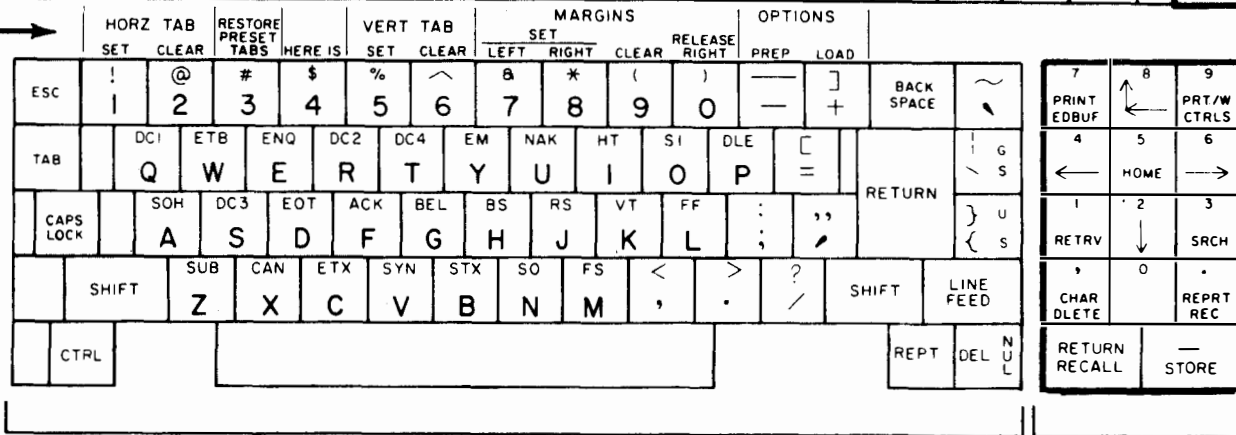 HORZ TAB RESTORE VERT TAB MARGINS OPTIONS
PRESET SET
SET CLEAR TABS HERE IS SET CLEAR LEFT RIGHT CLEAR RELEASE RIGHT PREP LOAD
! @ # $ % ^ & * ( ) — ]
ESC 1 2 3 4 5 6 7 8 9 0 — + BACK SPACE ~
7 8 9
PRINT EDBUF PRT/W CTRLS
DC1 ETB ENQ DC2 DC4 EM NAK HT SI DLE [ ¦ G
TAB Q W E R T Y U I O P = RETURN \ S
4 5 6
← HOME -->
SOH DC3 EOT ACK BEL BS RS VT FF : ,, } U
CAPS LOCK A S D F G H J K L ; { S
1 2 3
RETRV ↓ SRCH
SUB CAN ETX SYN STX SO FS < > ?
SHIFT Z X C V B N M , . / SHIFT LINE FEED
, 0 .
CHAR DLETE REPRT REC
CTRL REPT DEL NUL
RETURN RECALL — STORE